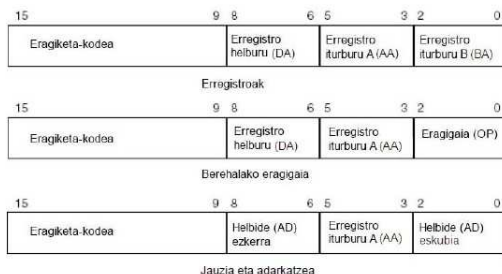 15 9 8 6 5 3 2 0
Eragiketa-kodea
Erregistro
helburu (DA)
Erregistro
iturburu A (AA)
Erregistro
iturburu B (BA)
Erregistroak
15 9 8 6 5 3 2 0
Eragiketa-kodea
Erregistro
helburu (DA)
Erregistro
iturburu A (AA)
Eragigaia (OP)
Berehalako eragigaia
15 9 8 6 5 3 2 0
Eragiketa-kodea
Helbide (AD)
ezkerra
Erregistro
iturburu A (AA)
Helbide (AD)
eskubia
Jauzia eta adarkatzea